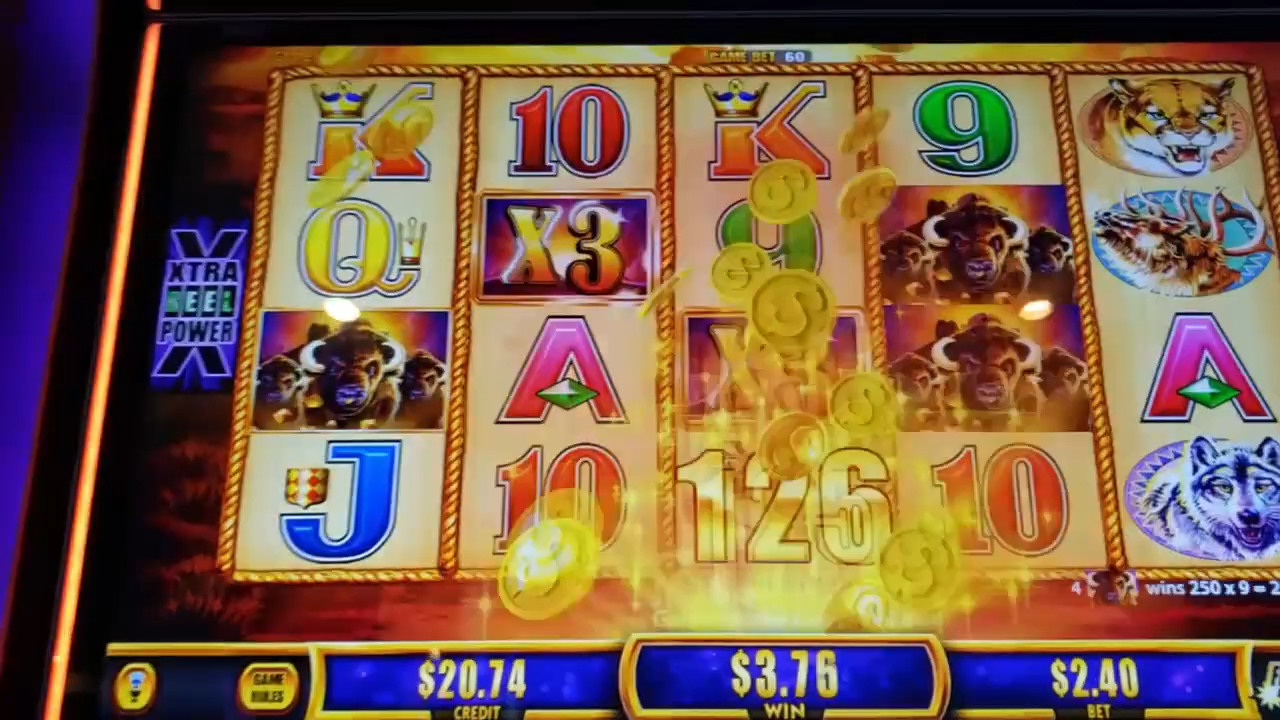 GAME BET 60
K 10 K 9
Q X3 9
XTRA
REEL
POWER
X
A X A
J 10 126 10
4 wins 250 x 9 = 2
GAME
RULES
$20.74 $3.76 $2.40
CREDIT WIN BET